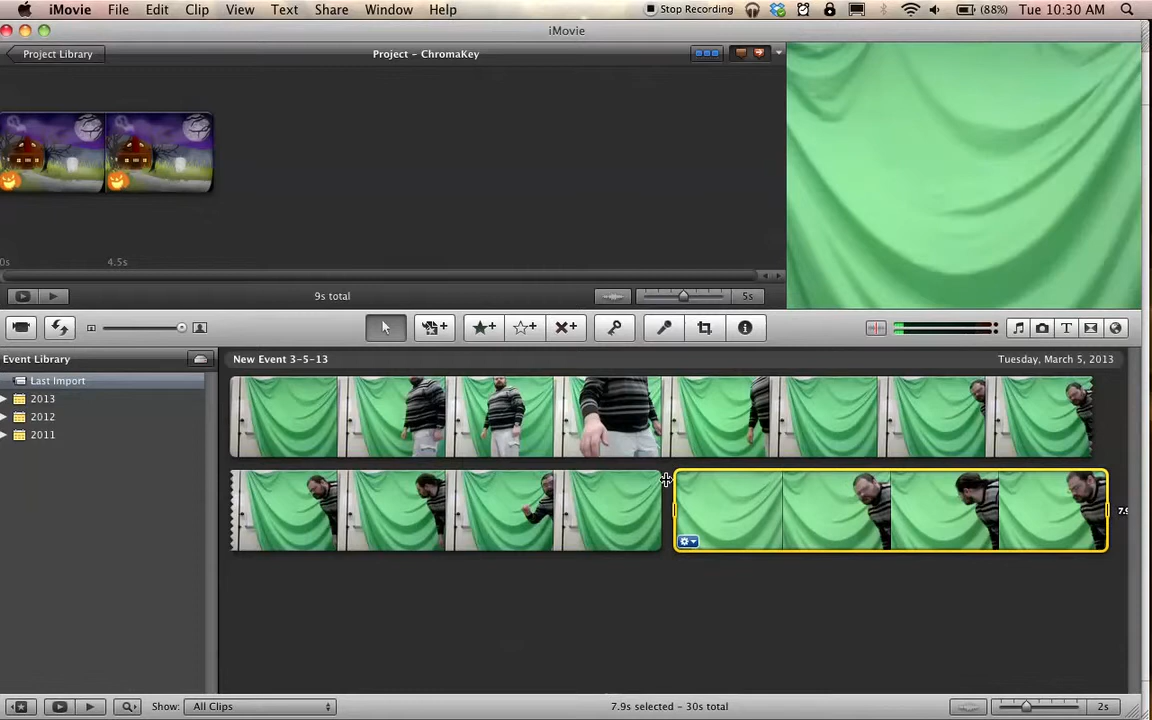 iMovie File Edit Clip View Text Share Window Help Stop Recording (88%) Tue 10:30 AM
iMovie
Project Library Project - ChromaKey
0s 4.5s
9s total 5s
Event Library New Event 3-5-13 Tuesday, March 5, 2013
Last Import
2013
2012
2011
7.9
Show: All Clips 7.9s selected - 30s total 2s